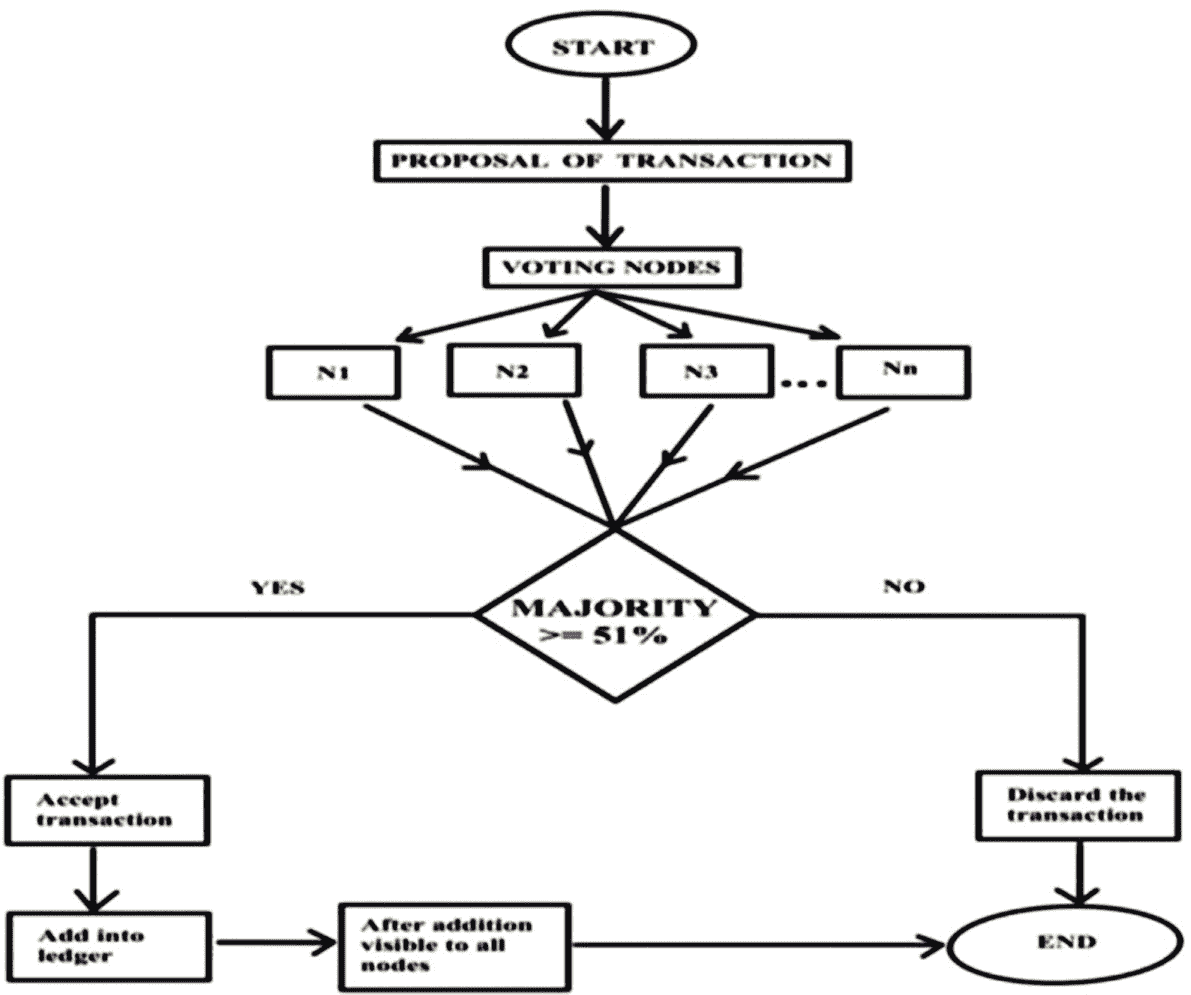 START
PROPOSAL OF TRANSACTION
VOTING NODES
N1
N2
N3
...
Nn
YES
NO
MAJORITY
>= 51%
Accept
transaction
Discard the
transaction
Add into
ledger
After addition
visible to all
nodes
END